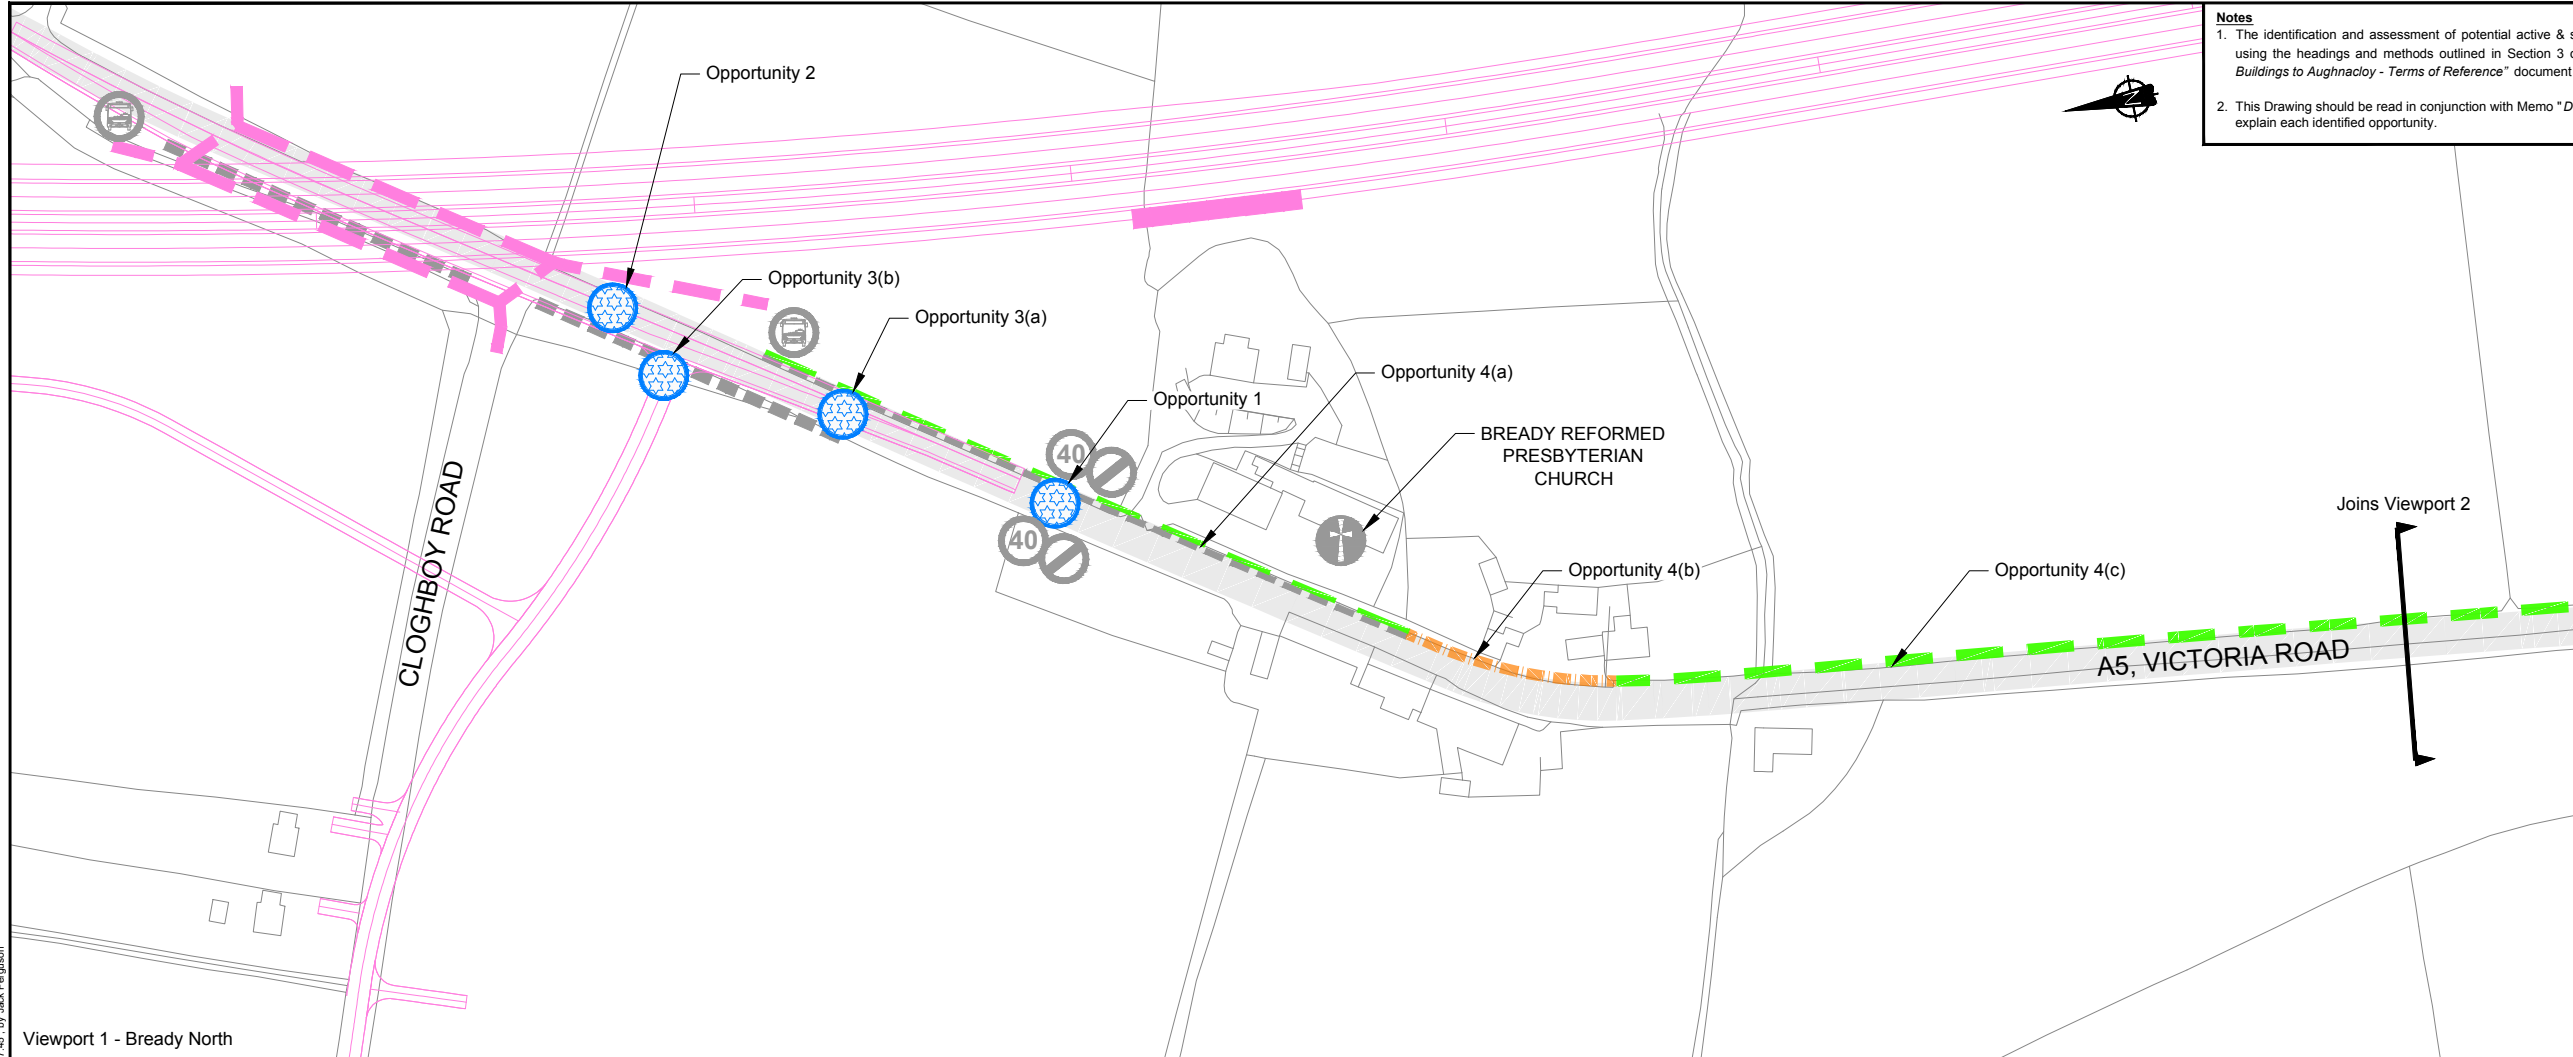 Notes
1. The identification and assessment of potential active & s
using the headings and methods outlined in Section 3 o
Buildings to Aughnacloy - Terms of Reference" document
2. This Drawing should be read in conjunction with Memo "D
explain each identified opportunity.
Opportunity 2
Opportunity 3(b)
Opportunity 3(a)
Opportunity 4(a)
Opportunity 1
BREADY REFORMED
PRESBYTERIAN
CHURCH
40
40
Joins Viewport 2
Opportunity 4(b)
Opportunity 4(c)
CLOGHBOY ROAD
A5, VICTORIA ROAD
Viewport 1 - Bready North